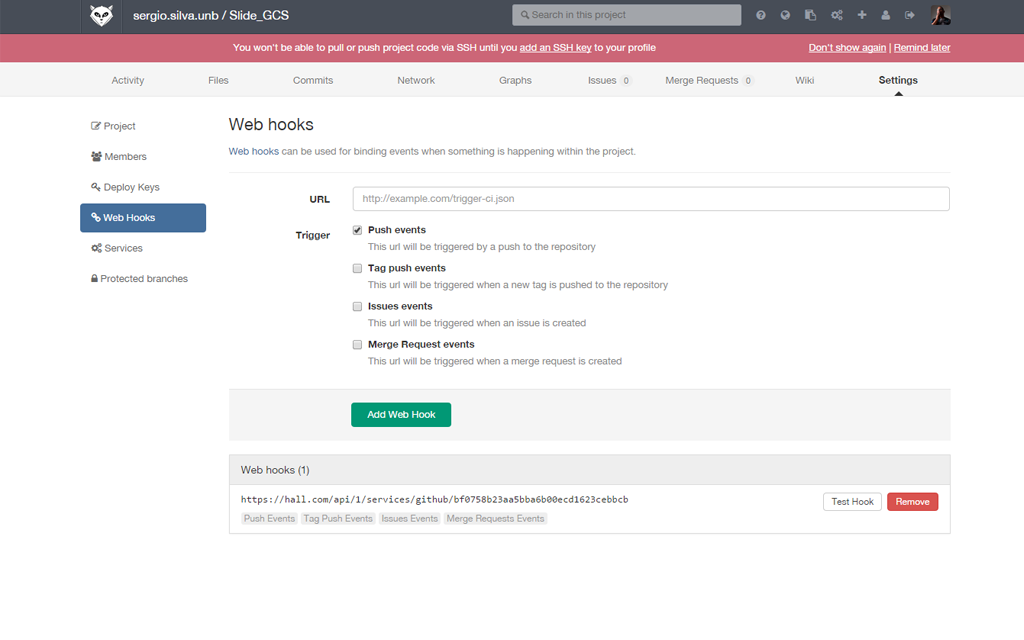 sergio.silva.unb / Slide_GCS
Search in this project
You won't be able to pull or push project code via SSH until you add an SSH key to your profile
Don't show again | Remind later
Activity
Files
Commits
Network
Graphs
Issues 0
Merge Requests 0
Wiki
Settings
Project
Members
Deploy Keys
Web Hooks
Services
Protected branches
Web hooks
Web hooks can be used for binding events when something is happening within the project.
URL
http://example.com/trigger-ci.json
Trigger
Push events
This url will be triggered by a push to the repository
Tag push events
This url will be triggered when a new tag is pushed to the repository
Issues events
This url will be triggered when an issue is created
Merge Request events
This url will be triggered when a merge request is created
Add Web Hook
Web hooks (1)
https://hall.com/api/1/services/github/bf0758b23aa5bba6b00ecd1623cebbcb
Test Hook
Remove
Push Events
Tag Push Events
Issues Events
Merge Requests Events